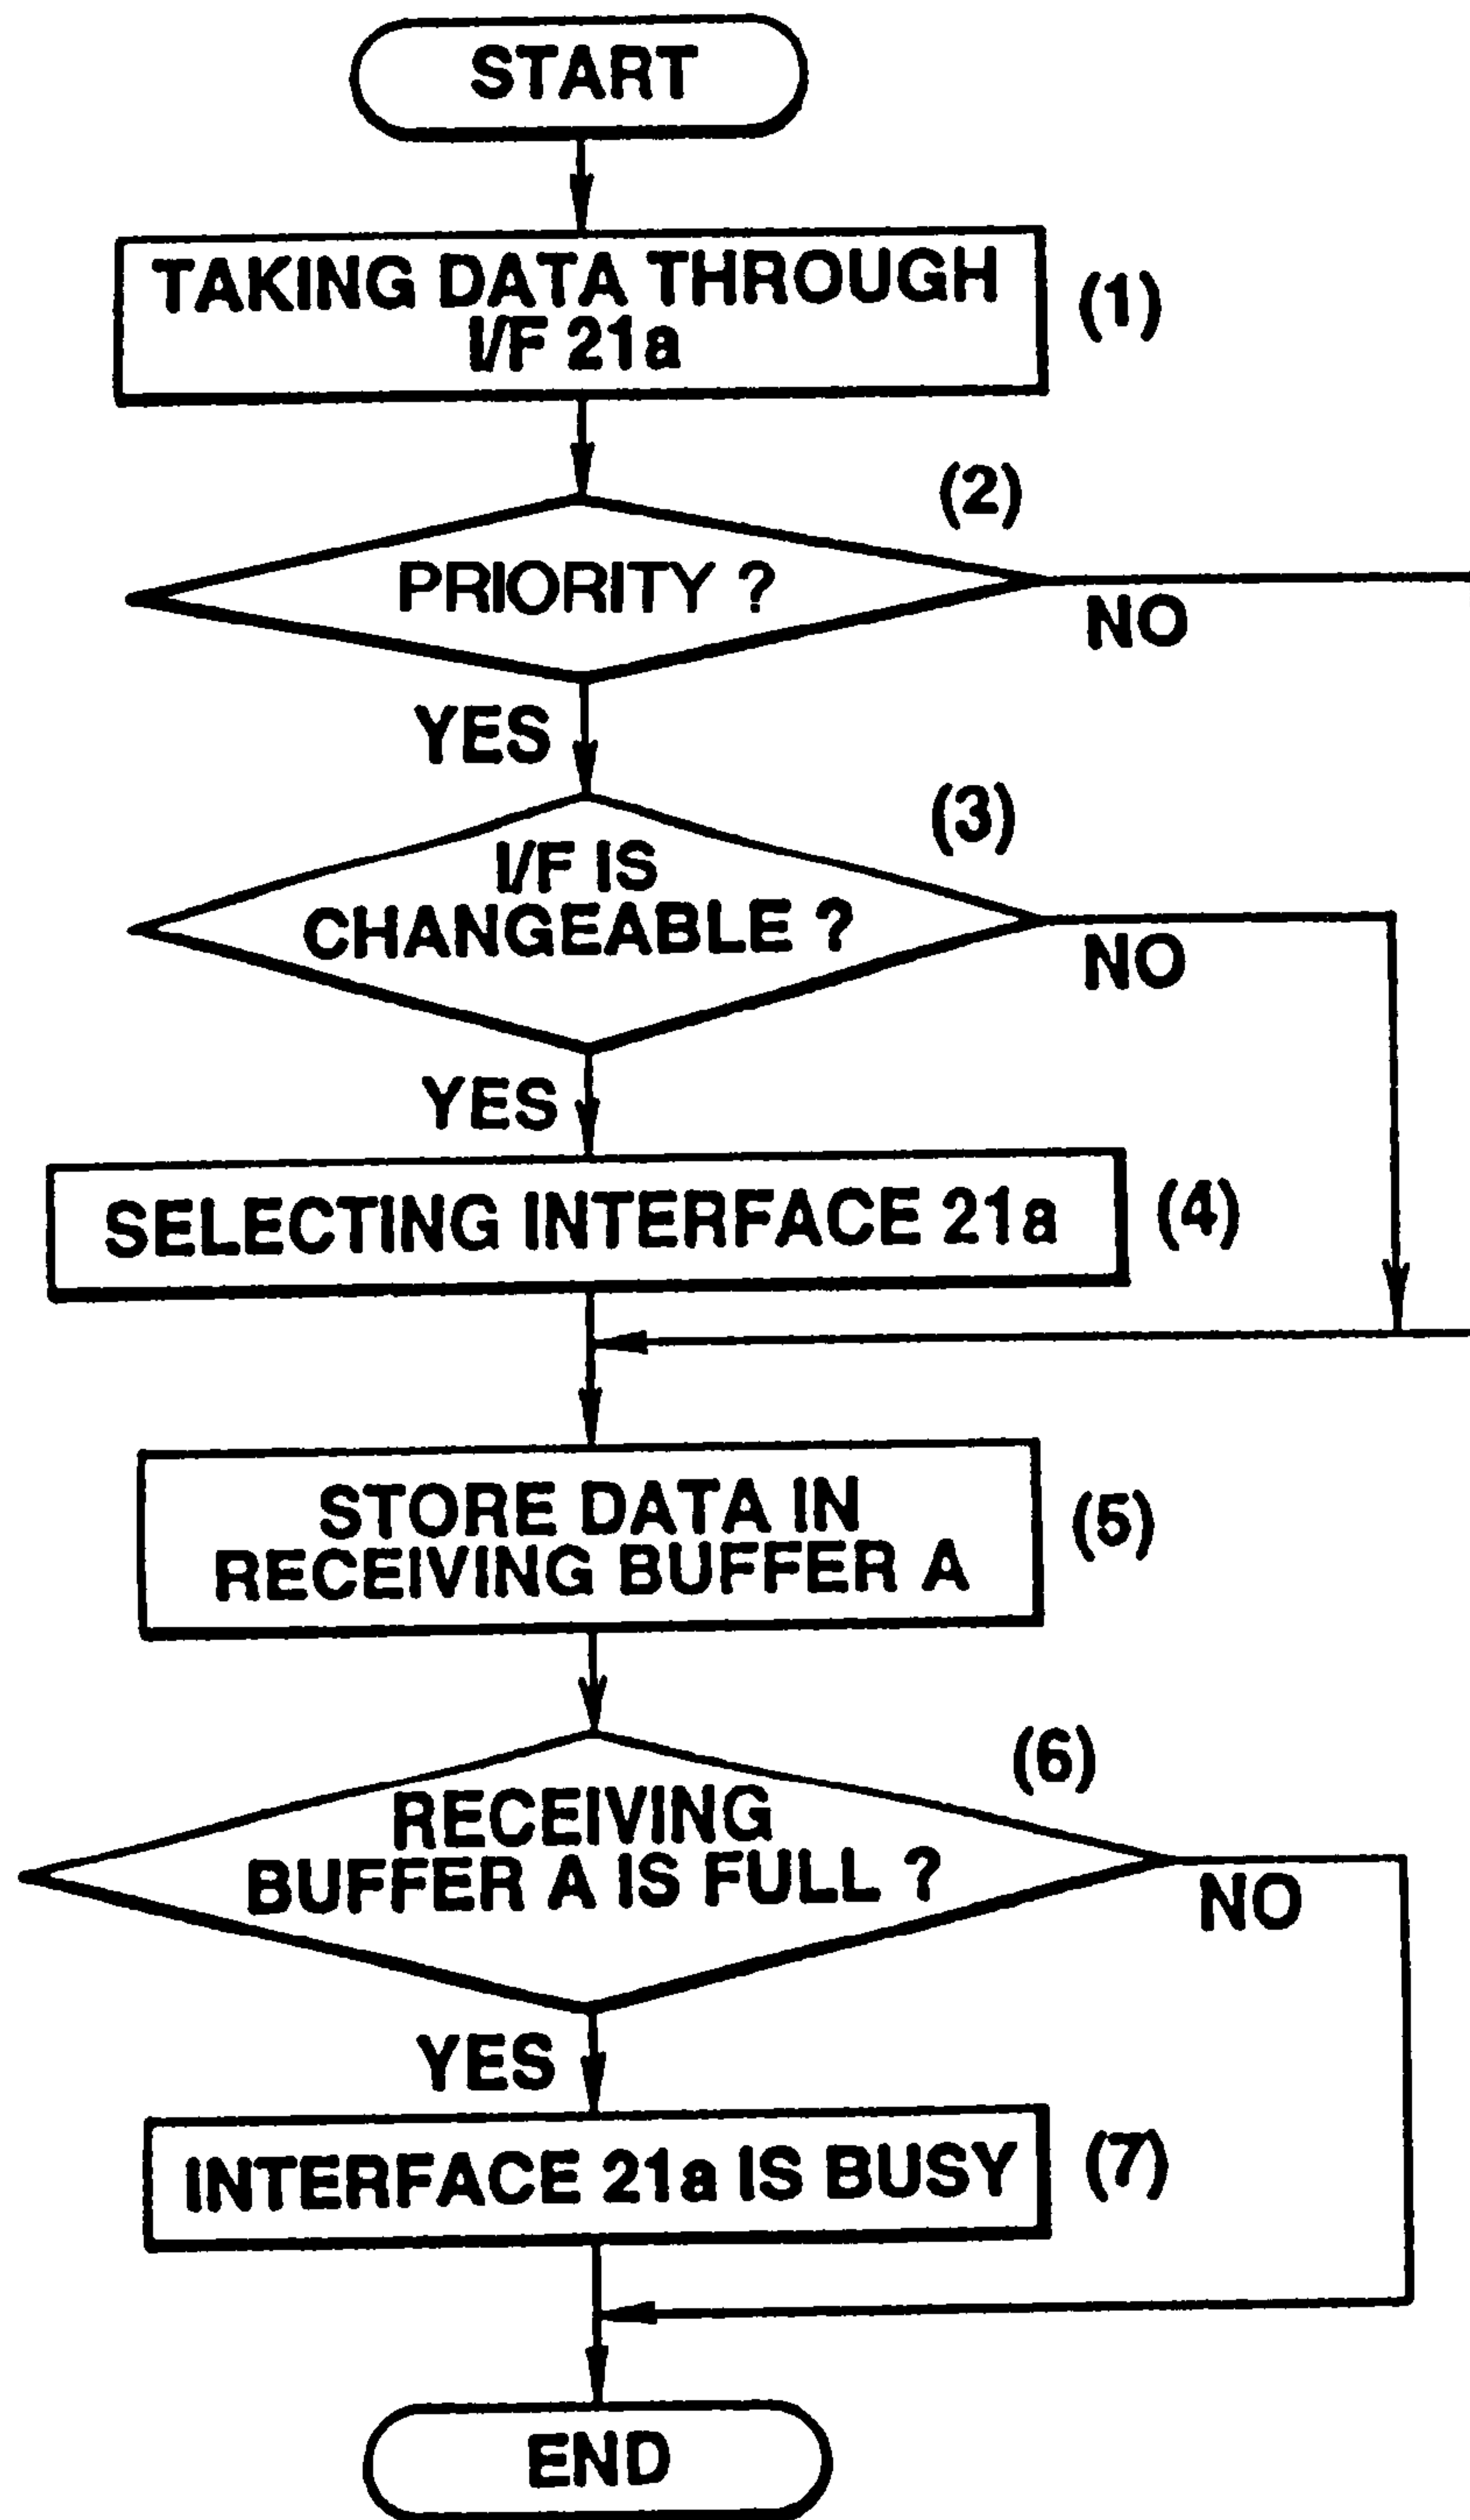 START
TAKING DATA THROUGH
I/F 21a
(1)
(2)
PRIORITY ?
NO
YES
(3)
I/F IS
CHANGEABLE ?
NO
YES
SELECTING INTERFACE 21a
(4)
STORE DATA IN
RECEIVING BUFFER A
(5)
(6)
RECEIVING
BUFFER A IS FULL ?
NO
YES
INTERFACE 21a IS BUSY
(7)
END